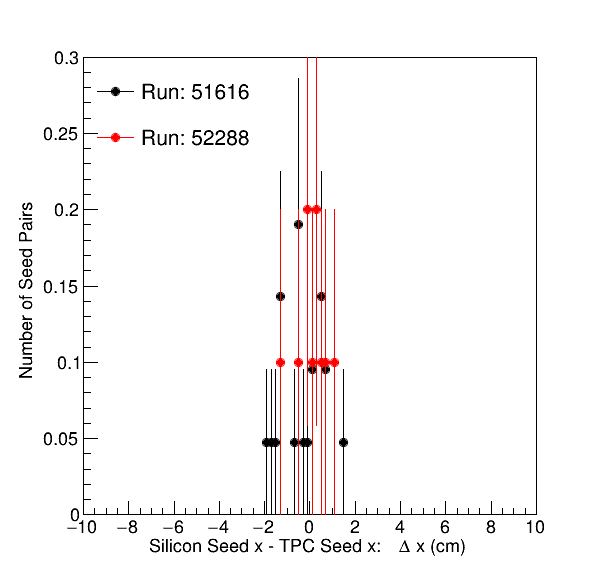 0.3
Run: 51616
0.25
Run: 52288
0.2
0.15
0.1
0.05
0
Number of Seed Pairs
−10 −8 −6 −4 −2 0 2 4 6 8 10
Silicon Seed x - TPC Seed x: Δ x (cm)